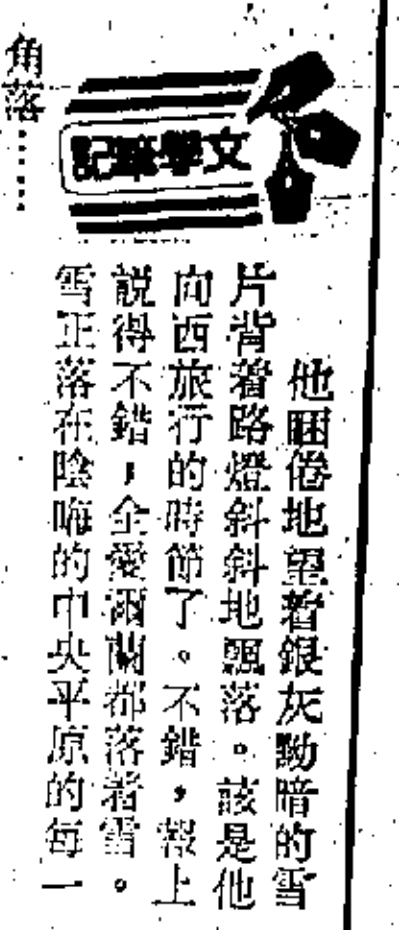 文學記
他睏倦地望着銀灰黝暗的雪
片背着路燈斜斜地飄落。該是他
向西旅行的時節了。不錯，報上
說得不錯，全愛爾蘭都落着雪。
雪正落在陰晦的中央平原的每一
角落……